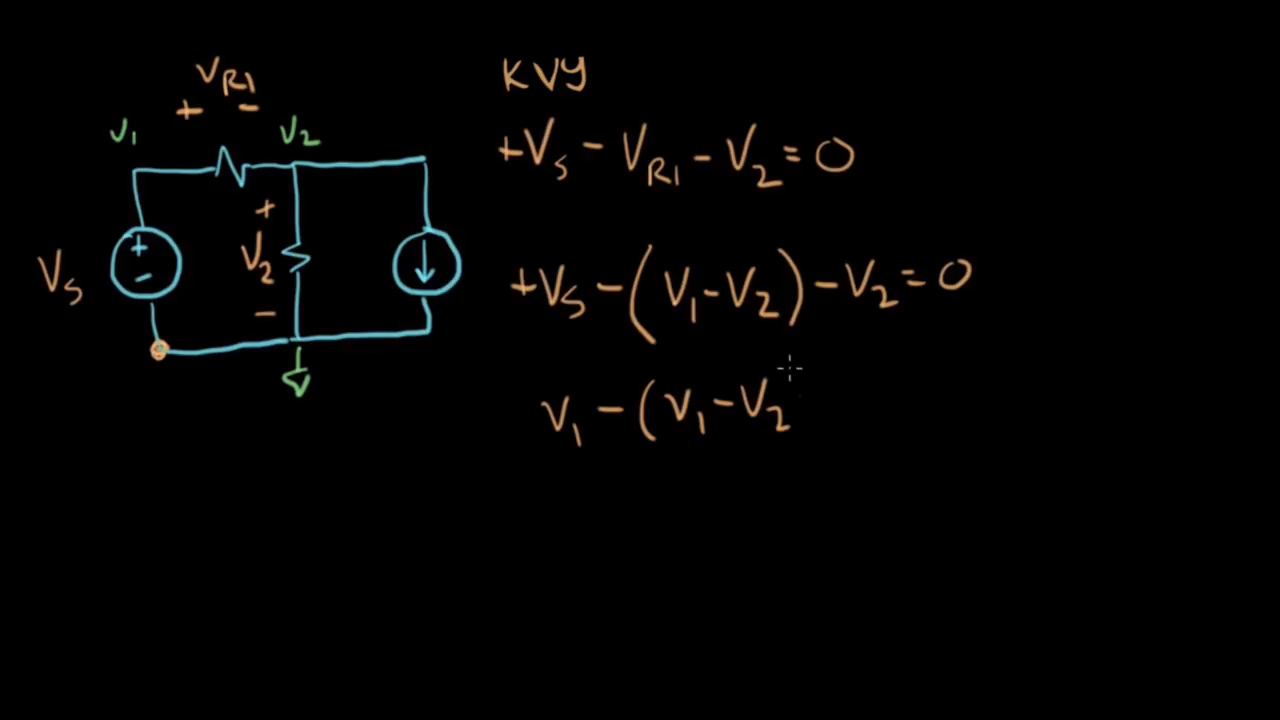 KVL
+VS - VR1 - V2 = 0
+VS - (V1 - V2) - V2 = 0
V1 - (V1 - V2
VR1
+ -
V1
V2
+
V2
-
VS
+
-